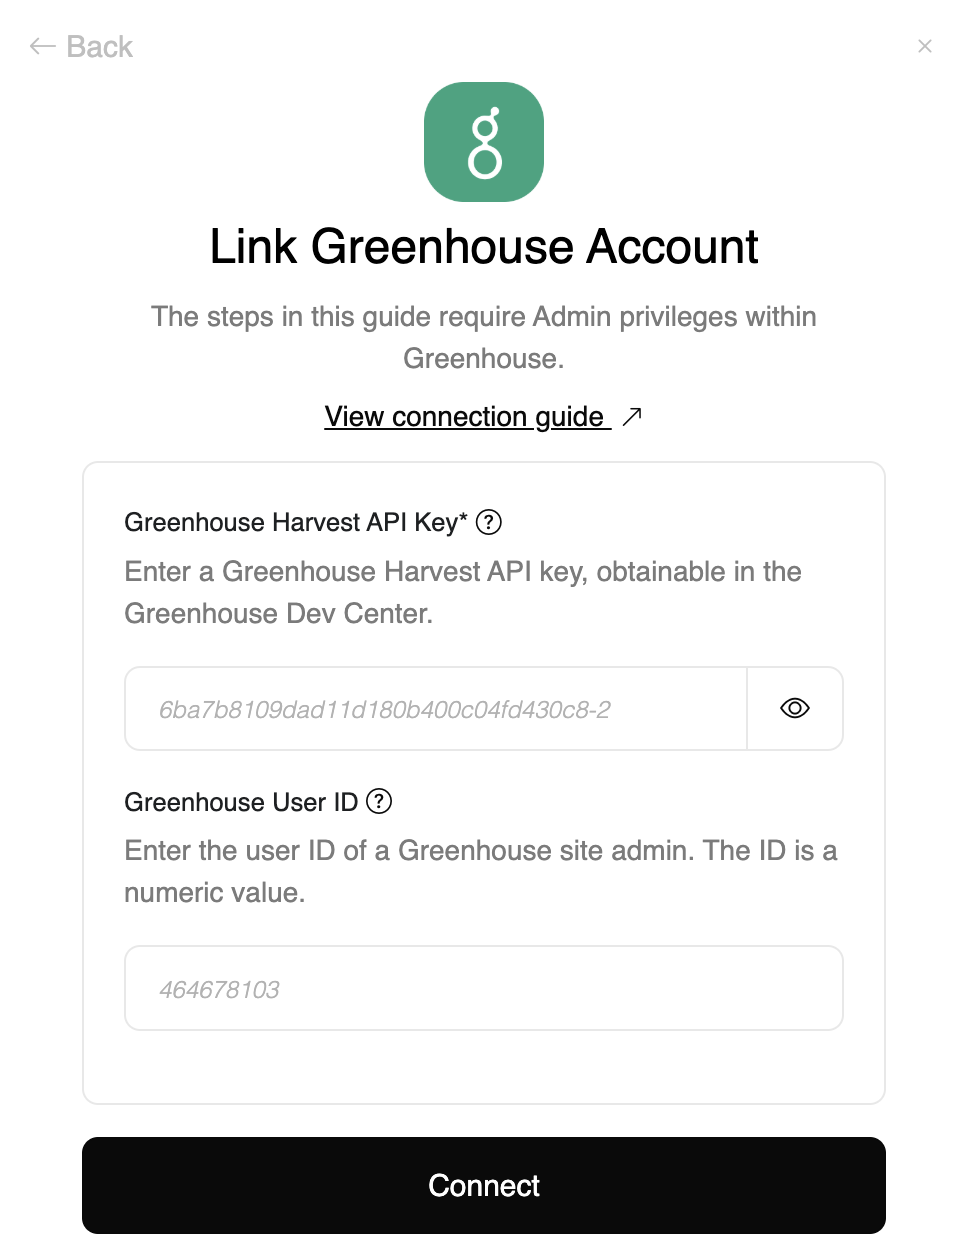 ← Back
×
Link Greenhouse Account
The steps in this guide require Admin privileges within
Greenhouse.
View connection guide ↗
Greenhouse Harvest API Key* ?
Enter a Greenhouse Harvest API key, obtainable in the
Greenhouse Dev Center.
6ba7b8109dad11d180b400c04fd430c8-2
Greenhouse User ID ?
Enter the user ID of a Greenhouse site admin. The ID is a
numeric value.
464678103
Connect